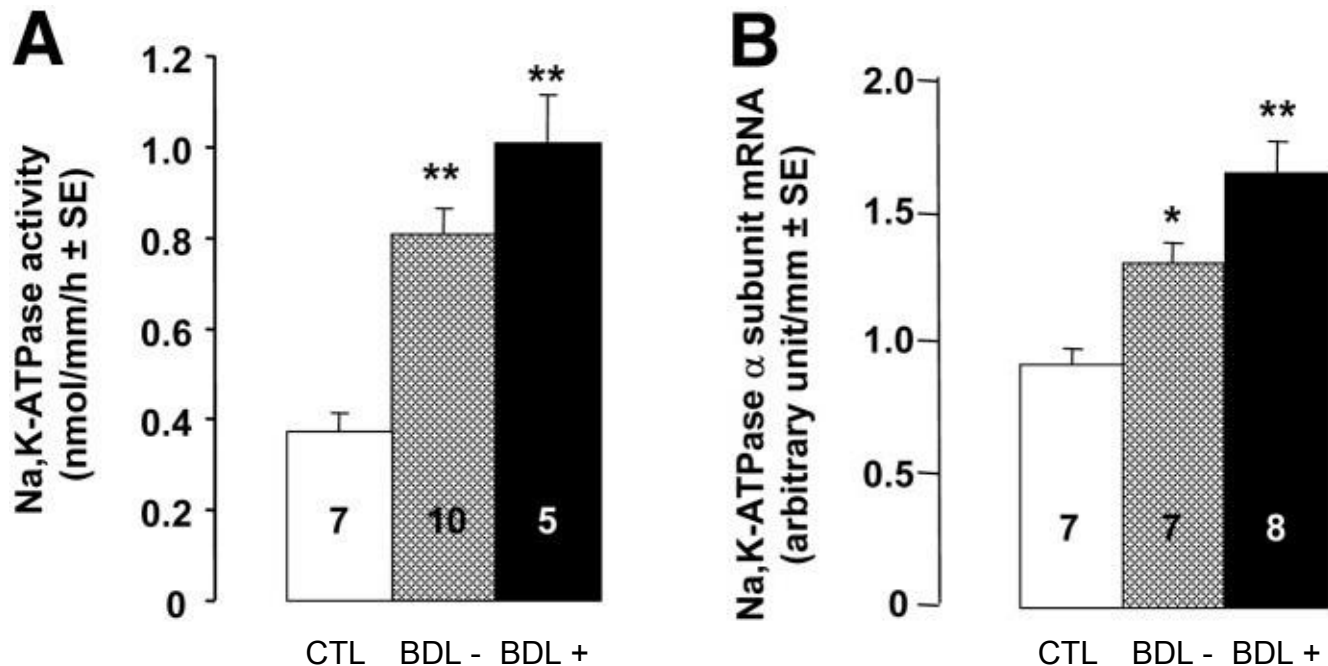 A
Na,K-ATPase activity
(nmol/mm/h ± SE)
1.2
1.0
0.8
0.6
0.4
0.2
0
**
**
7
10
5
CTL
BDL -
BDL +
B
Na,K-ATPase α subunit mRNA
(arbitrary unit/mm ± SE)
2.0
1.5
1.0
0.5
0
*
**
7
7
8
CTL
BDL -
BDL +